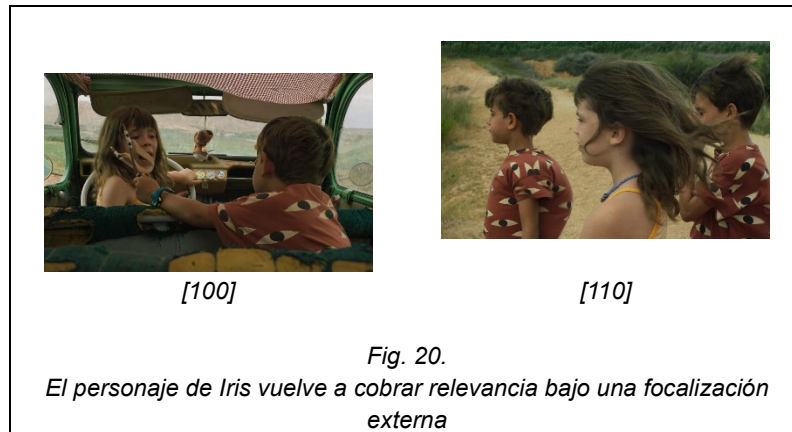 [100]
[110]
Fig. 20.
El personaje de Iris vuelve a cobrar relevancia bajo una focalización
externa